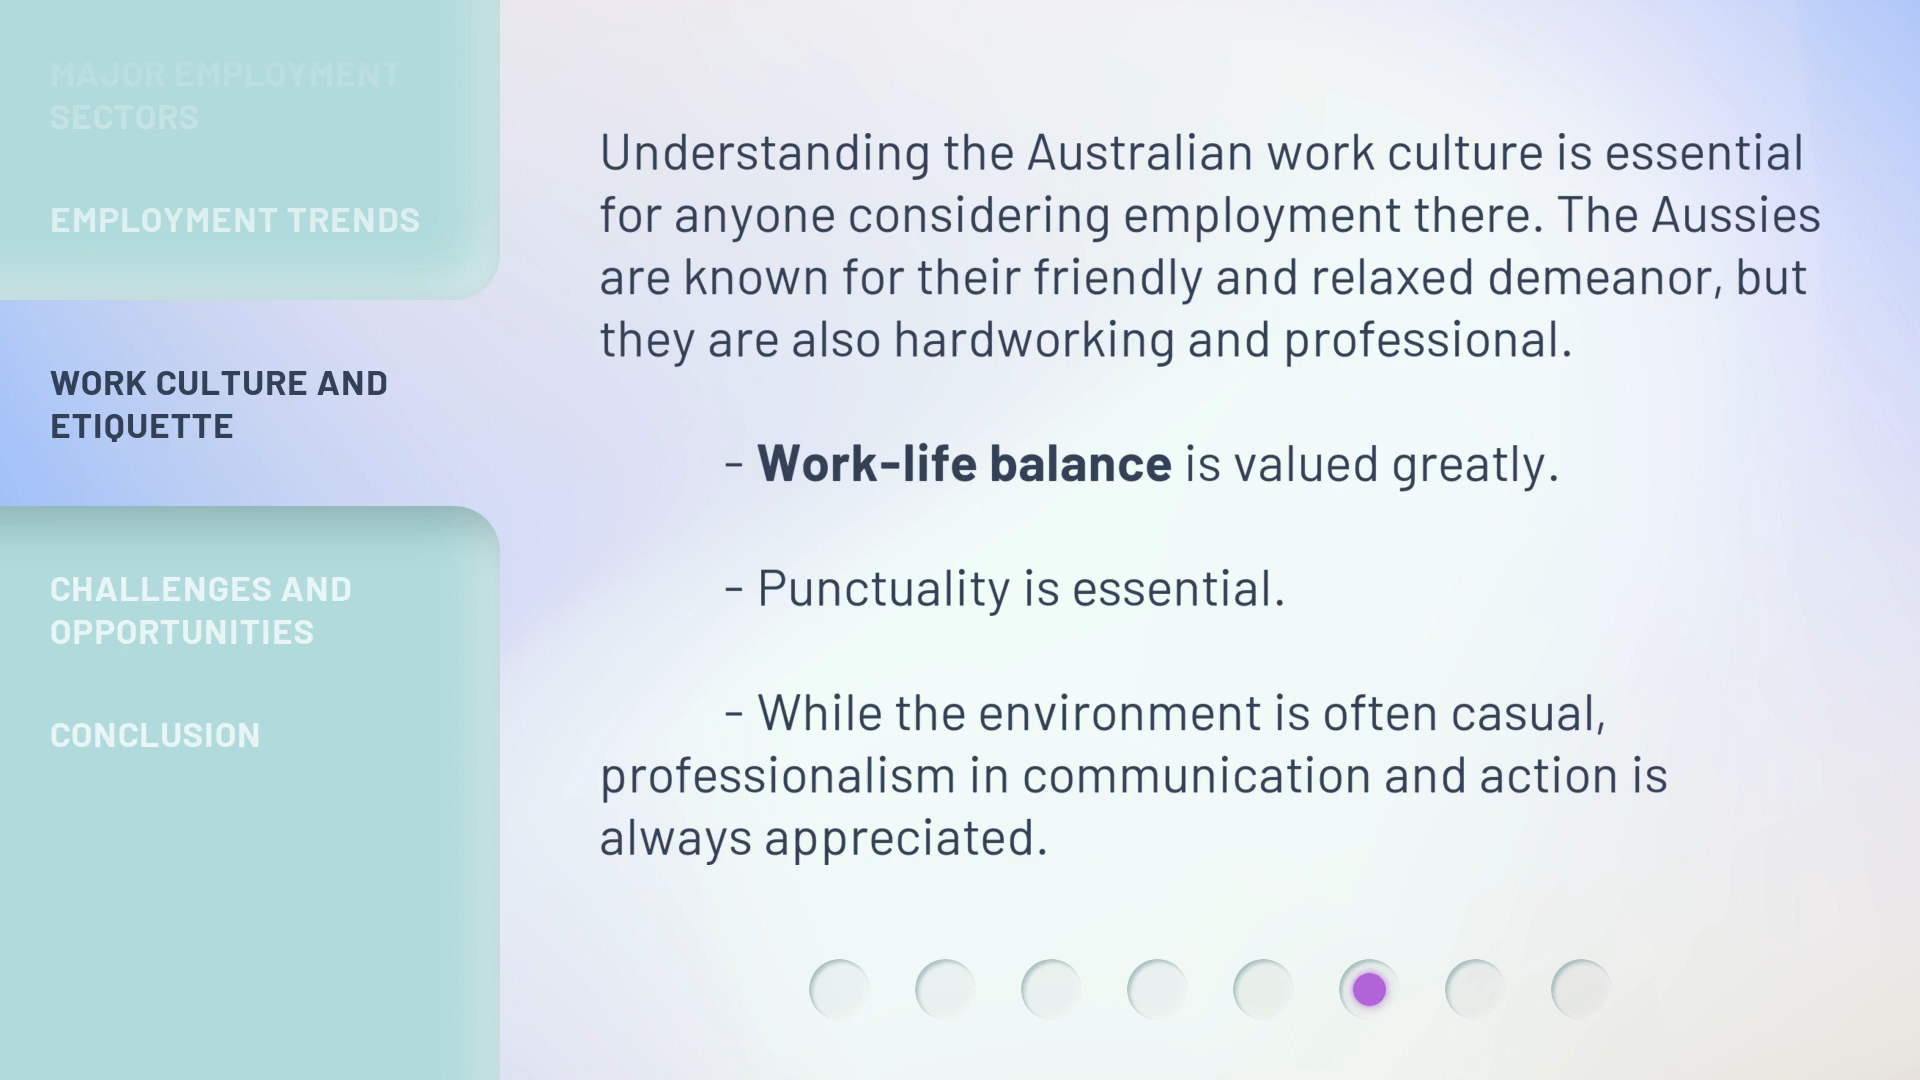 MAJOR EMPLOYMENT
SECTORS
EMPLOYMENT TRENDS
WORK CULTURE AND
ETIQUETTE
CHALLENGES AND
OPPORTUNITIES
CONCLUSION
Understanding the Australian work culture is essential
for anyone considering employment there. The Aussies
are known for their friendly and relaxed demeanor, but
they are also hardworking and professional.
- Work-life balance is valued greatly.
- Punctuality is essential.
- While the environment is often casual,
professionalism in communication and action is
always appreciated.